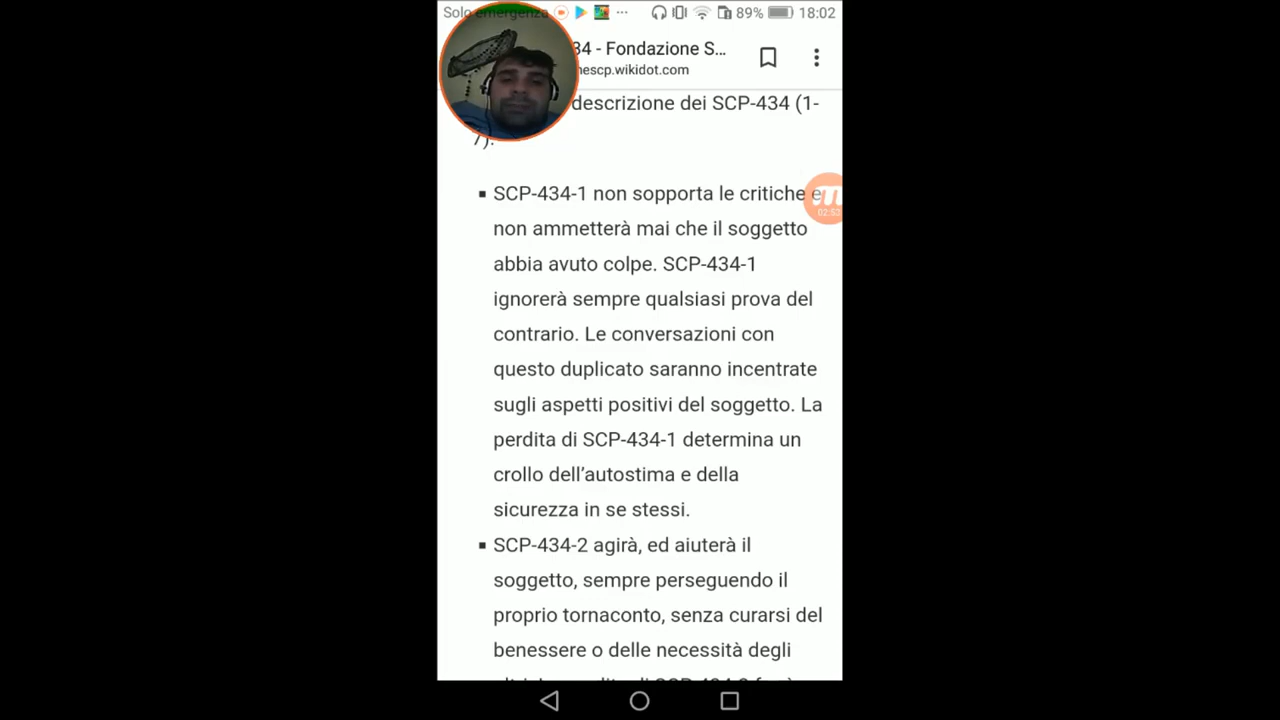 Solo emergenza ... 89% 18:02
34 - Fondazione S...
nescp.wikidot.com
descrizione dei SCP-434 (1-
7).
▪ SCP-434-1 non sopporta le critiche e
02:53
non ammetterà mai che il soggetto
abbia avuto colpe. SCP-434-1
ignorerà sempre qualsiasi prova del
contrario. Le conversazioni con
questo duplicato saranno incentrate
sugli aspetti positivi del soggetto. La
perdita di SCP-434-1 determina un
crollo dell’autostima e della
sicurezza in se stessi.
▪ SCP-434-2 agirà, ed aiuterà il
soggetto, sempre perseguendo il
proprio tornaconto, senza curarsi del
benessere o delle necessità degli